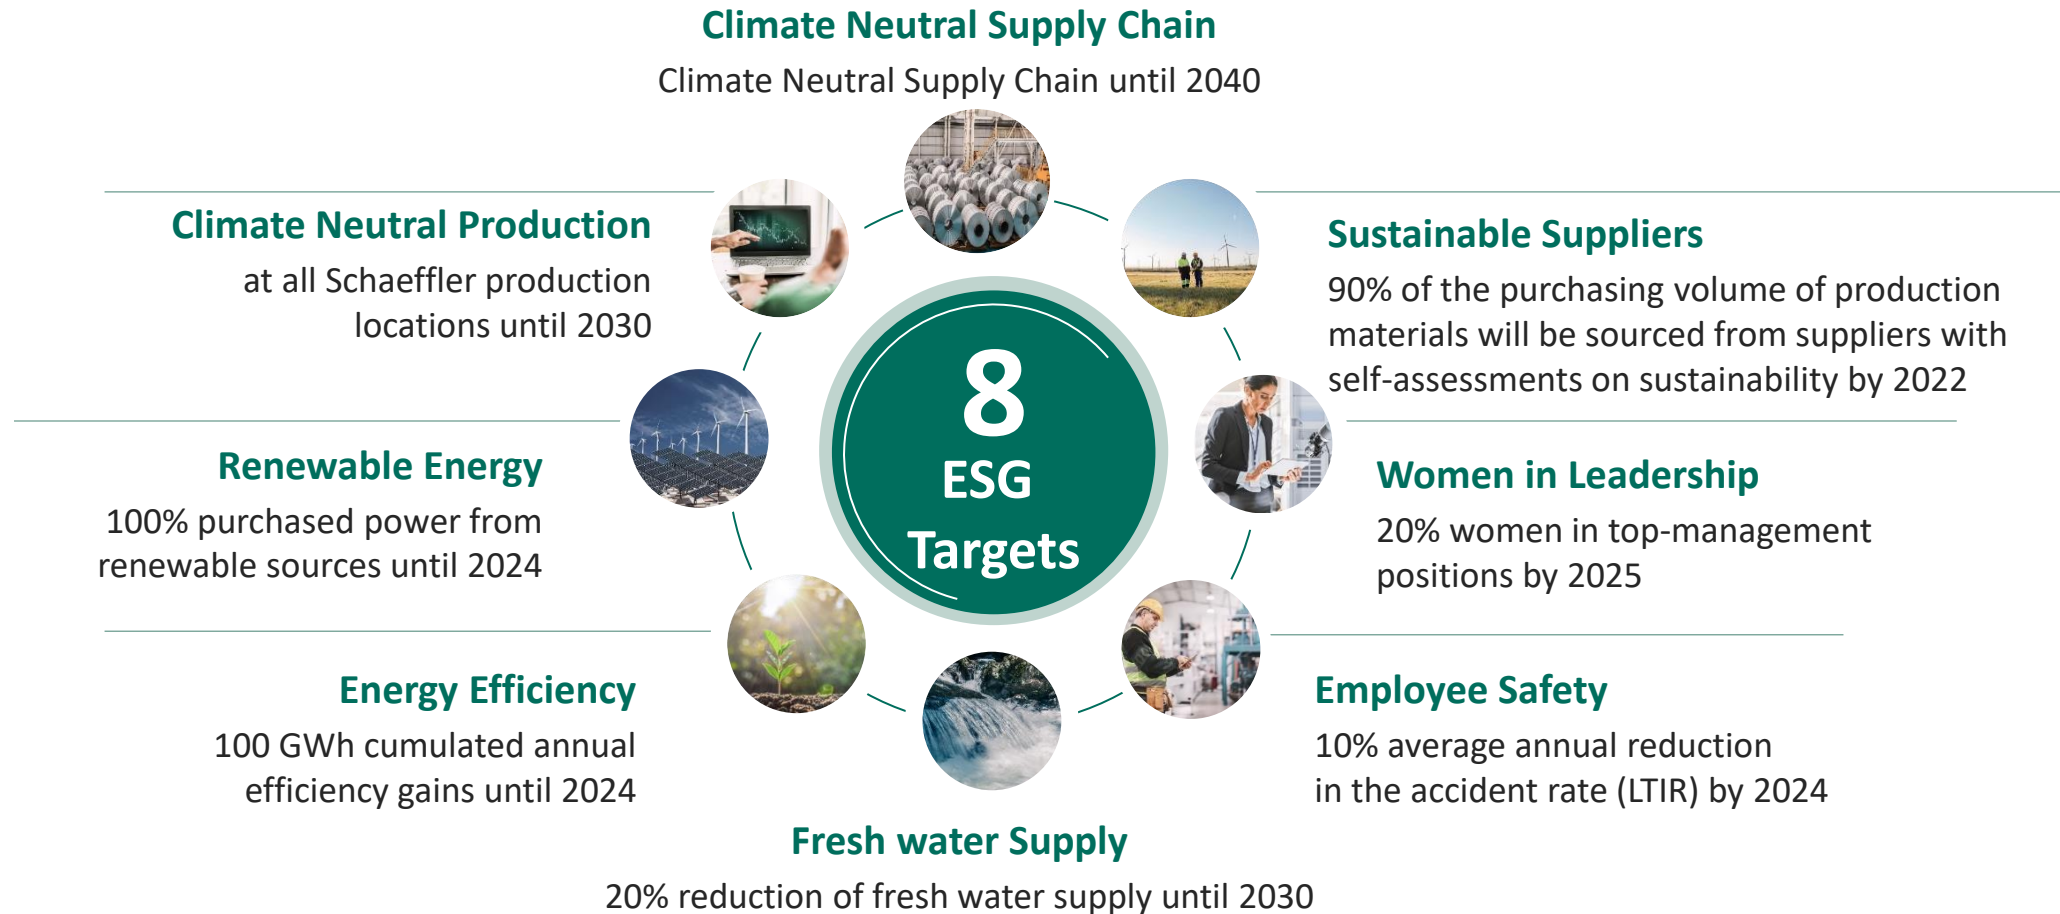 Climate Neutral Supply Chain
Climate Neutral Supply Chain until 2040
Climate Neutral Production
at all Schaeffler production
locations until 2030
Sustainable Suppliers
90% of the purchasing volume of production
materials will be sourced from suppliers with
self-assessments on sustainability by 2022
8
ESG
Targets
Renewable Energy
100% purchased power from
renewable sources until 2024
Women in Leadership
20% women in top-management
positions by 2025
Energy Efficiency
100 GWh cumulated annual
efficiency gains until 2024
Employee Safety
10% average annual reduction
in the accident rate (LTIR) by 2024
Fresh water Supply
20% reduction of fresh water supply until 2030